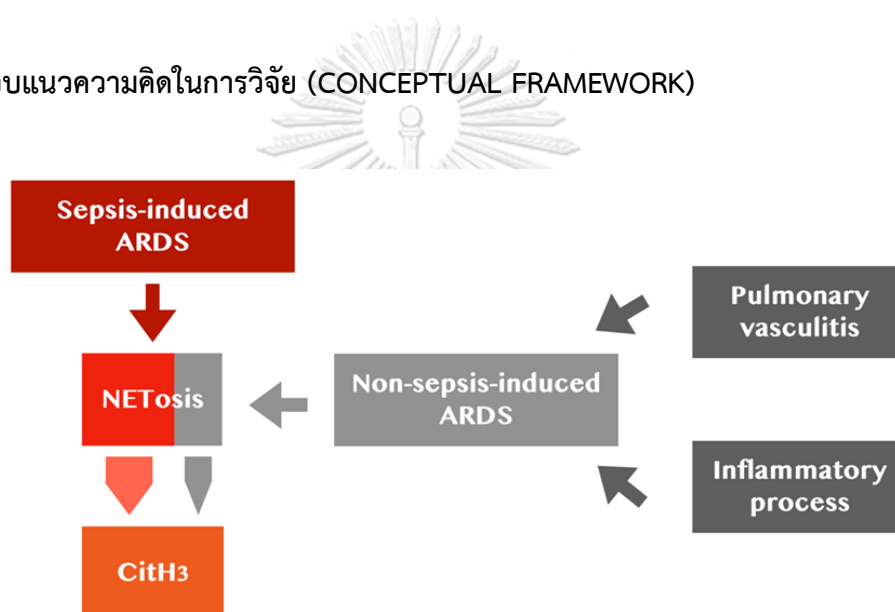 บแนวความคิดในการวิจัย (CONCEPTUAL FRAMEWORK)
Sepsis-induced
ARDS
Pulmonary
vasculitis
NETosis
Non-sepsis-induced
ARDS
Inflammatory
process
CitH3